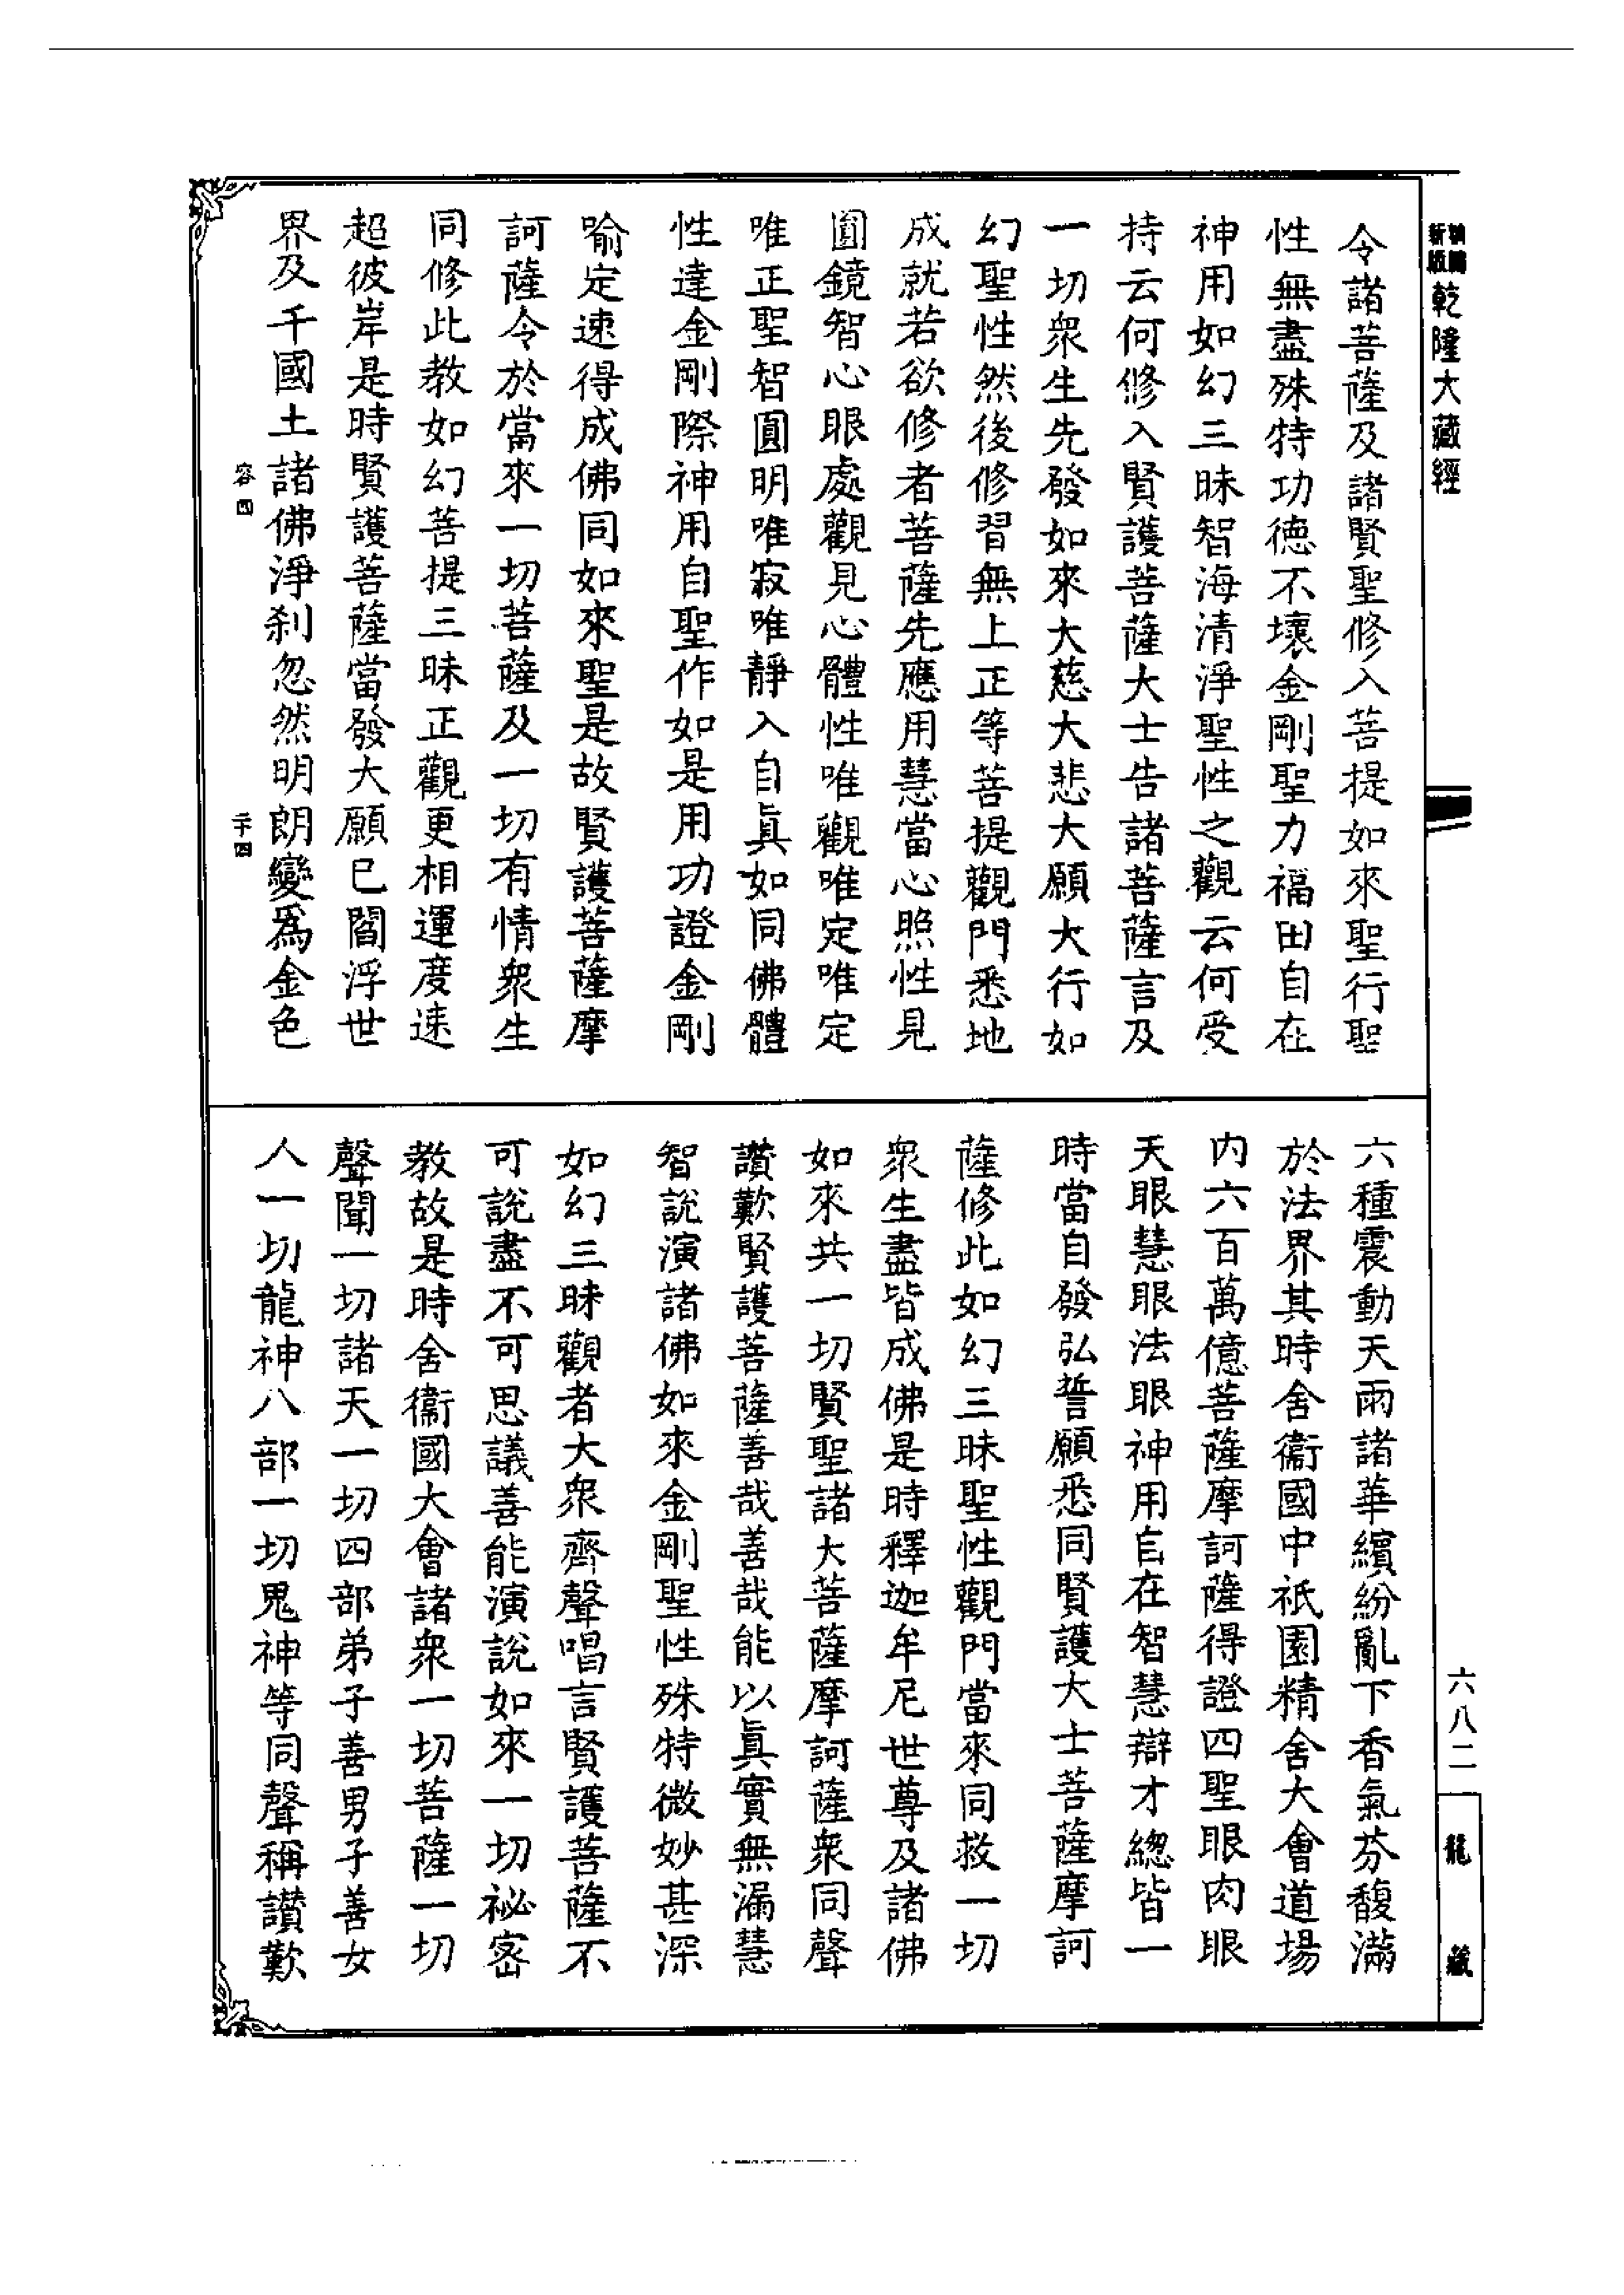 乾隆大藏經
令諸菩薩及諸賢聖修入菩提如來聖行聖
性無盡殊特功德不壞金剛聖力福田自在
神用如幻三昧智海清淨聖性之觀云何受
持云何修入賢護菩薩大士告諸菩薩言及
一切衆生先發如來大慈大悲大願大行如
幻聖性然後修習無上正等菩提觀門悉地
成就若欲修者菩薩先應用慧當心照性見
圓鏡智心眼處觀見心體性唯觀唯定唯定
唯正聖智圓明唯寂唯靜入自眞如同佛體
性達金剛際神用自聖作如是用功證金剛
喻定速得成佛同如來聖是故賢護菩薩摩
訶薩令於當來一切菩薩及一切有情衆生
同修此教如幻菩提三昧正觀更相運度速
超彼岸是時賢護菩薩當發大願巳閻浮世
界及千國土諸佛淨刹忽然明朗變爲金色
容四
二十四
六種震動天雨諸華繽紛亂下香氣芬馥滿
於法界其時舍衞國中祇園精舍大會道場
内六百萬億菩薩摩訶薩得證四聖眼肉眼
天眼慧眼法眼神用自在智慧辯才總皆一
時當自發弘誓願悉同賢護大士菩薩摩訶
薩修此如幻三昧聖性觀門當來同救一切
衆生盡皆成佛是時釋迦牟尼世尊及諸佛
如來共一切賢聖諸大菩薩摩訶薩衆同聲
讚歎賢護菩薩善哉善哉能以眞實無漏慧
智説演諸佛如來金剛聖性殊特微妙甚深
如幻三昧觀者大衆齊聲唱言賢護菩薩不
可説盡不可思議善能演説如來一切祕密
教故是時舍衞國大會諸衆一切菩薩一切
聲聞一切諸天一切四部弟子善男子善女
人一切龍神八部一切鬼神等同聲稱讚歎
六八二
龍藏